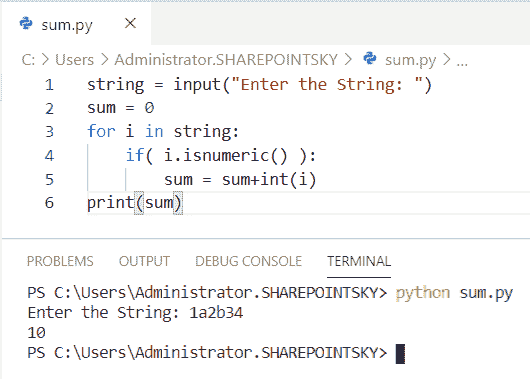 sum.py ×
C: > Users > Administrator.SHAREPOINTSKY > sum.py > ...
1 string = input("Enter the String: ")
2 sum = 0
3 for i in string:
4 if( i.isnumeric() ):
5 sum = sum+int(i)
6 print(sum)
PROBLEMS OUTPUT DEBUG CONSOLE TERMINAL
PS C:\Users\Administrator.SHAREPOINTSKY> python sum.py
Enter the String: 1a2b34
10
PS C:\Users\Administrator.SHAREPOINTSKY>